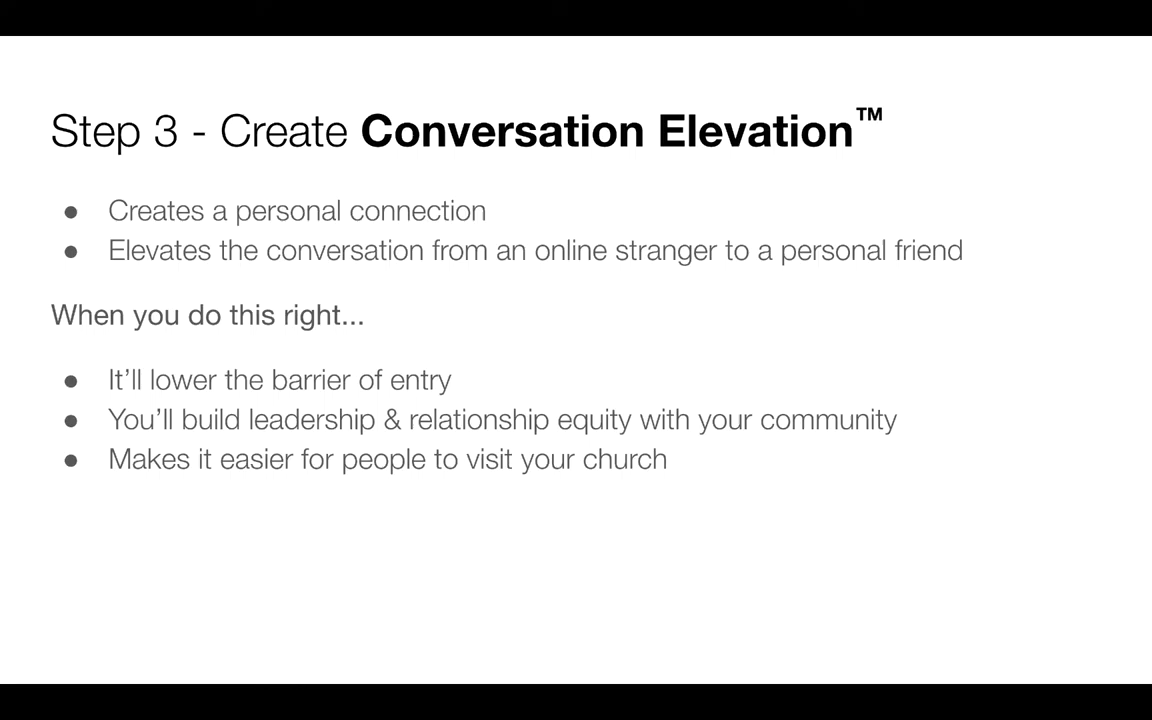 Step 3 - Create Conversation Elevation™
● Creates a personal connection
● Elevates the conversation from an online stranger to a personal friend
When you do this right...
● It’ll lower the barrier of entry
● You’ll build leadership & relationship equity with your community
● Makes it easier for people to visit your church